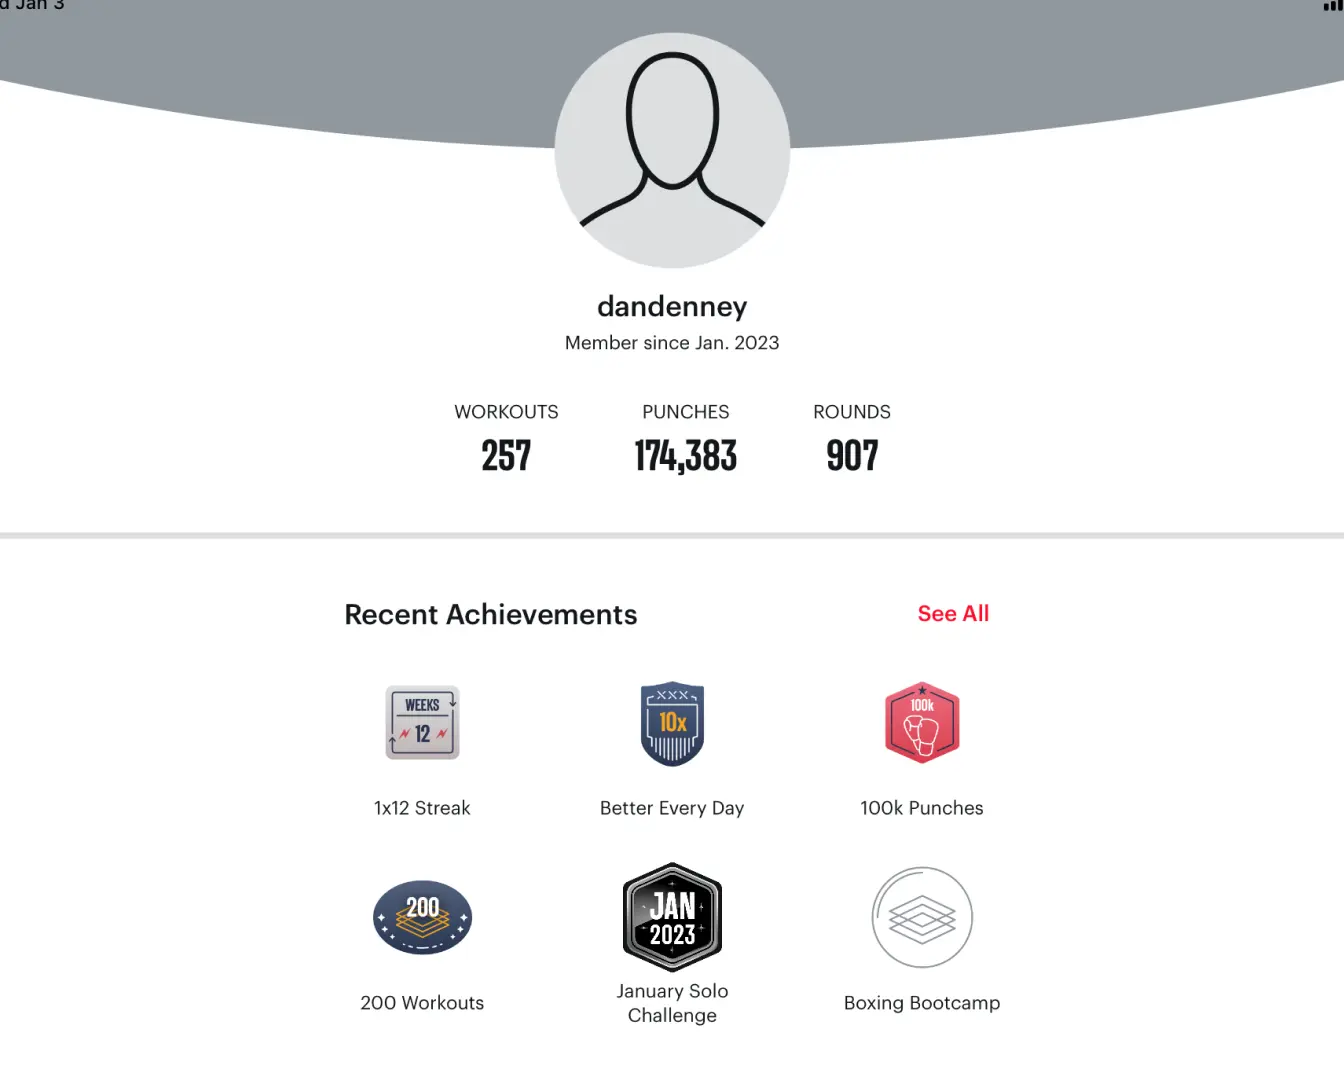 d Jan 3
dandenney
Member since Jan. 2023
WORKOUTS PUNCHES ROUNDS
257 174,383 907
Recent Achievements See All
WEEKS
12
XXX
10x
100k
1x12 Streak Better Every Day 100k Punches
200
JAN
2023
200 Workouts
January Solo
Challenge
Boxing Bootcamp